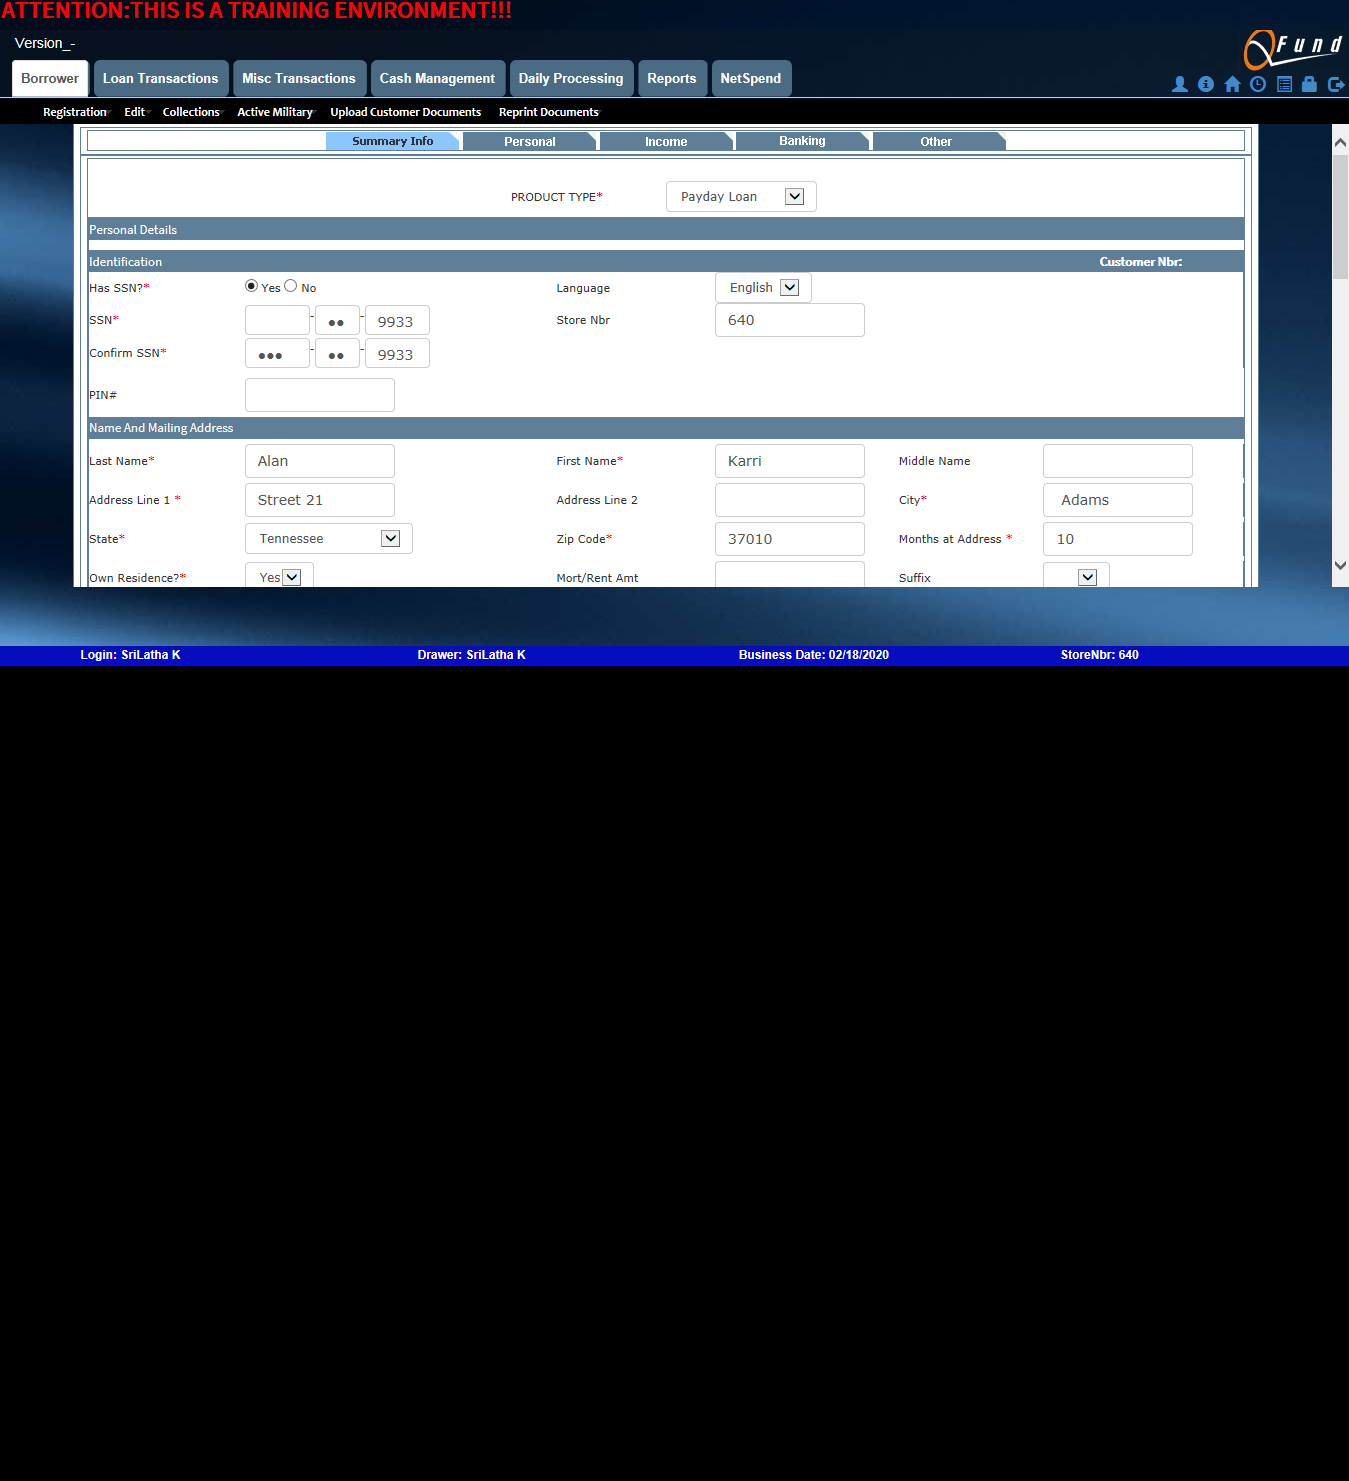 ATTENTION:THIS IS A TRAINING ENVIRONMENT!!!
Version_-
QFund
Borrower Loan Transactions Misc Transactions Cash Management Daily Processing Reports NetSpend
Registration Edit Collections Active Military Upload Customer Documents Reprint Documents
Summary Info Personal Income Banking Other
PRODUCT TYPE* Payday Loan
Personal Details
Identification Customer Nbr:
Has SSN?* Yes No Language English
SSN* - •• - 9933 Store Nbr 640
Confirm SSN* ••• - •• - 9933
PIN#
Name And Mailing Address
Last Name* Alan First Name* Karri Middle Name
Address Line 1 * Street 21 Address Line 2 City* Adams
State* Tennessee Zip Code* 37010 Months at Address * 10
Own Residence?* Yes Mort/Rent Amt Suffix
Login: SriLatha K Drawer: SriLatha K Business Date: 02/18/2020 StoreNbr: 640